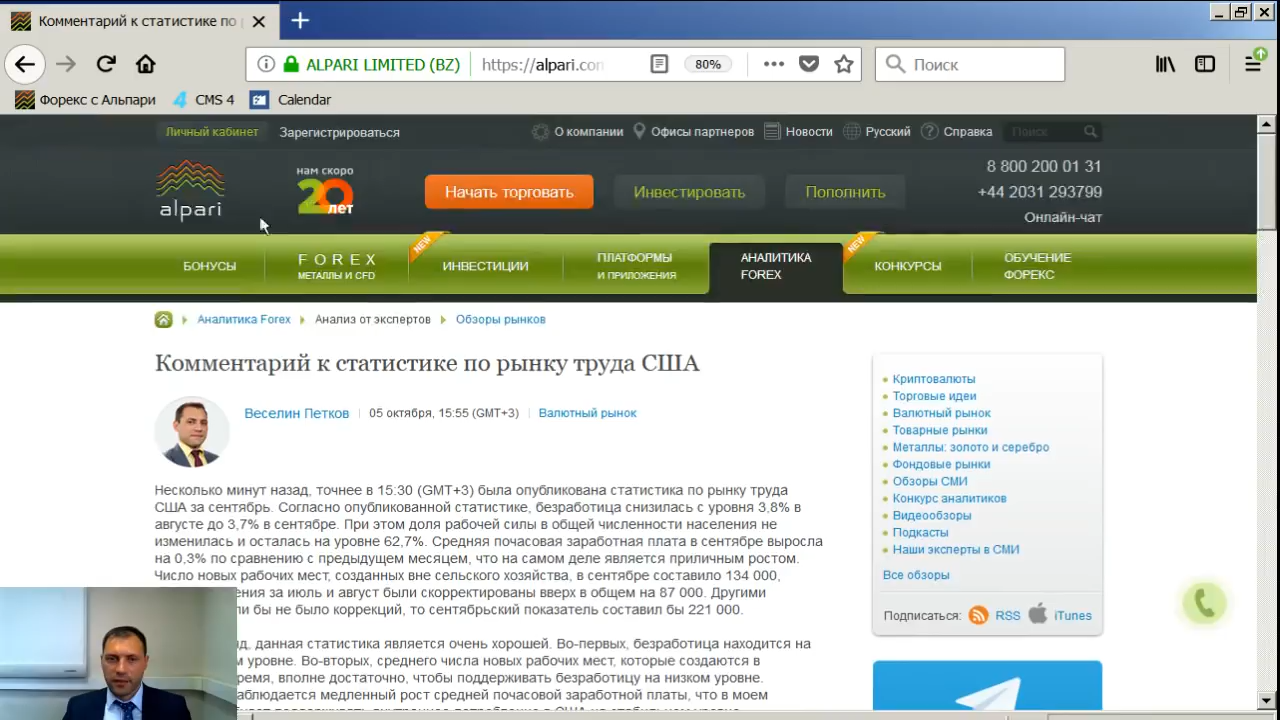 Комментарий к статистике по
ALPARI LIMITED (BZ)
https://alpari.com
80%
Поиск
Форекс с Альпари
CMS 4
Calendar
Личный кабинет
Зарегистрироваться
О компании
Офисы партнеров
Новости
Русский
Справка
Поиск
alpari
нам скоро
20
лет
Начать торговать
Инвестировать
Пополнить
8 800 200 01 31
+44 2031 293799
Онлайн-чат
БОНУСЫ
FOREX
МЕТАЛЛЫ И CFD
NEW
ИНВЕСТИЦИИ
ПЛАТФОРМЫ
И ПРИЛОЖЕНИЯ
АНАЛИТИКА
FOREX
NEW
КОНКУРСЫ
ОБУЧЕНИЕ
ФОРЕКС
Аналитика Forex
Анализ от экспертов
Обзоры рынков
Комментарий к статистике по рынку труда США
Веселин Петков
05 октября, 15:55 (GMT+3)
Валютный рынок
Несколько минут назад, точнее в 15:30 (GMT+3) была опубликована статистика по рынку труда
США за сентябрь. Согласно опубликованной статистике, безработица снизилась с уровня 3,8% в
августе до 3,7% в сентябре. При этом доля рабочей силы в общей численности населения не
изменилась и осталась на уровне 62,7%. Средняя почасовая заработная плата в сентябре выросла
на 0,3% по сравнению с предыдущем месяцем, что на самом деле является приличным ростом.
Число новых рабочих мест, созданных вне сельского хозяйства, в сентябре составило 134 000,
ения за июль и август были скорректированы вверх в общем на 87 000. Другими
ли бы не было коррекций, то сентябрьский показатель составил бы 221 000.
д, данная статистика является очень хорошей. Во-первых, безработица находится на
м уровне. Во-вторых, среднего числа новых рабочих мест, которые создаются в
ремя, вполне достаточно, чтобы поддерживать безработицу на низком уровне.
аблюдается медленный рост средней почасовой заработной платы, что в моем
Криптовалюты
Торговые идеи
Валютный рынок
Товарные рынки
Металлы: золото и серебро
Фондовые рынки
Обзоры СМИ
Конкурс аналитиков
Видеообзоры
Подкасты
Наши эксперты в СМИ
Все обзоры
Подписаться:
RSS
iTunes